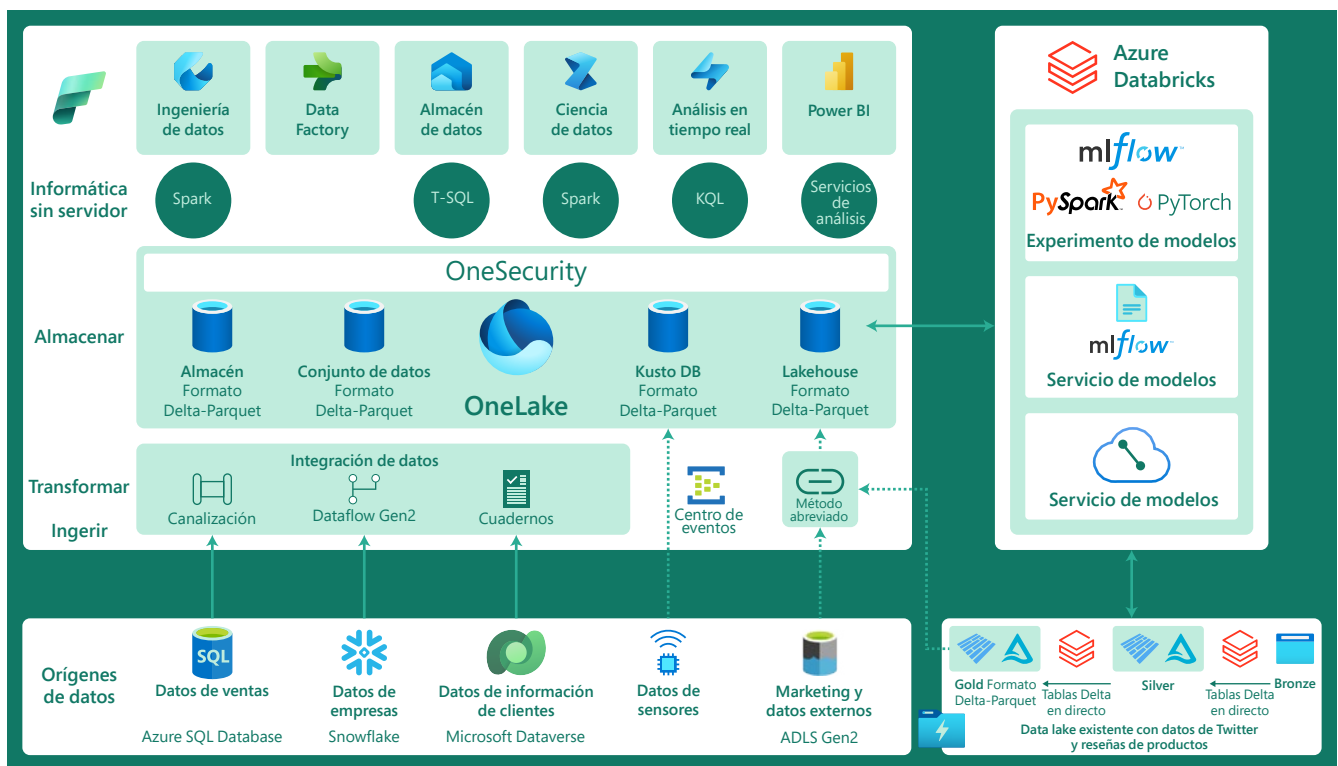 Ingeniería
de datos
Data
Factory
Almacén
de datos
Ciencia
de datos
Análisis en
tiempo real
Power BI
Informática
sin servidor
Spark
T-SQL
Spark
KQL
Servicios
de
análisis
OneSecurity
Almacenar
Almacén
Formato
Delta-Parquet
Conjunto de datos
Formato
Delta-Parquet
OneLake
Kusto DB
Formato
Delta-Parquet
Lakehouse
Formato
Delta-Parquet
Transformar
Ingerir
Integración de datos
Canalización
Dataflow Gen2
Cuadernos
Centro de
eventos
Método
abreviado
Azure
Databricks
mlflow™
PySpark™
PyTorch
Experimento de modelos
mlflow™
Servicio de modelos
Servicio de modelos
Orígenes
de datos
SQL
Datos de ventas
Azure SQL Database
Datos de
empresas
Snowflake
Datos de información
de clientes
Microsoft Dataverse
Datos de
sensores
Marketing y
datos externos
ADLS Gen2
Gold Formato
Delta-Parquet
Tablas Delta
en directo
Silver
Tablas Delta
en directo
Bronze
Data lake existente con datos de Twitter
y reseñas de productos